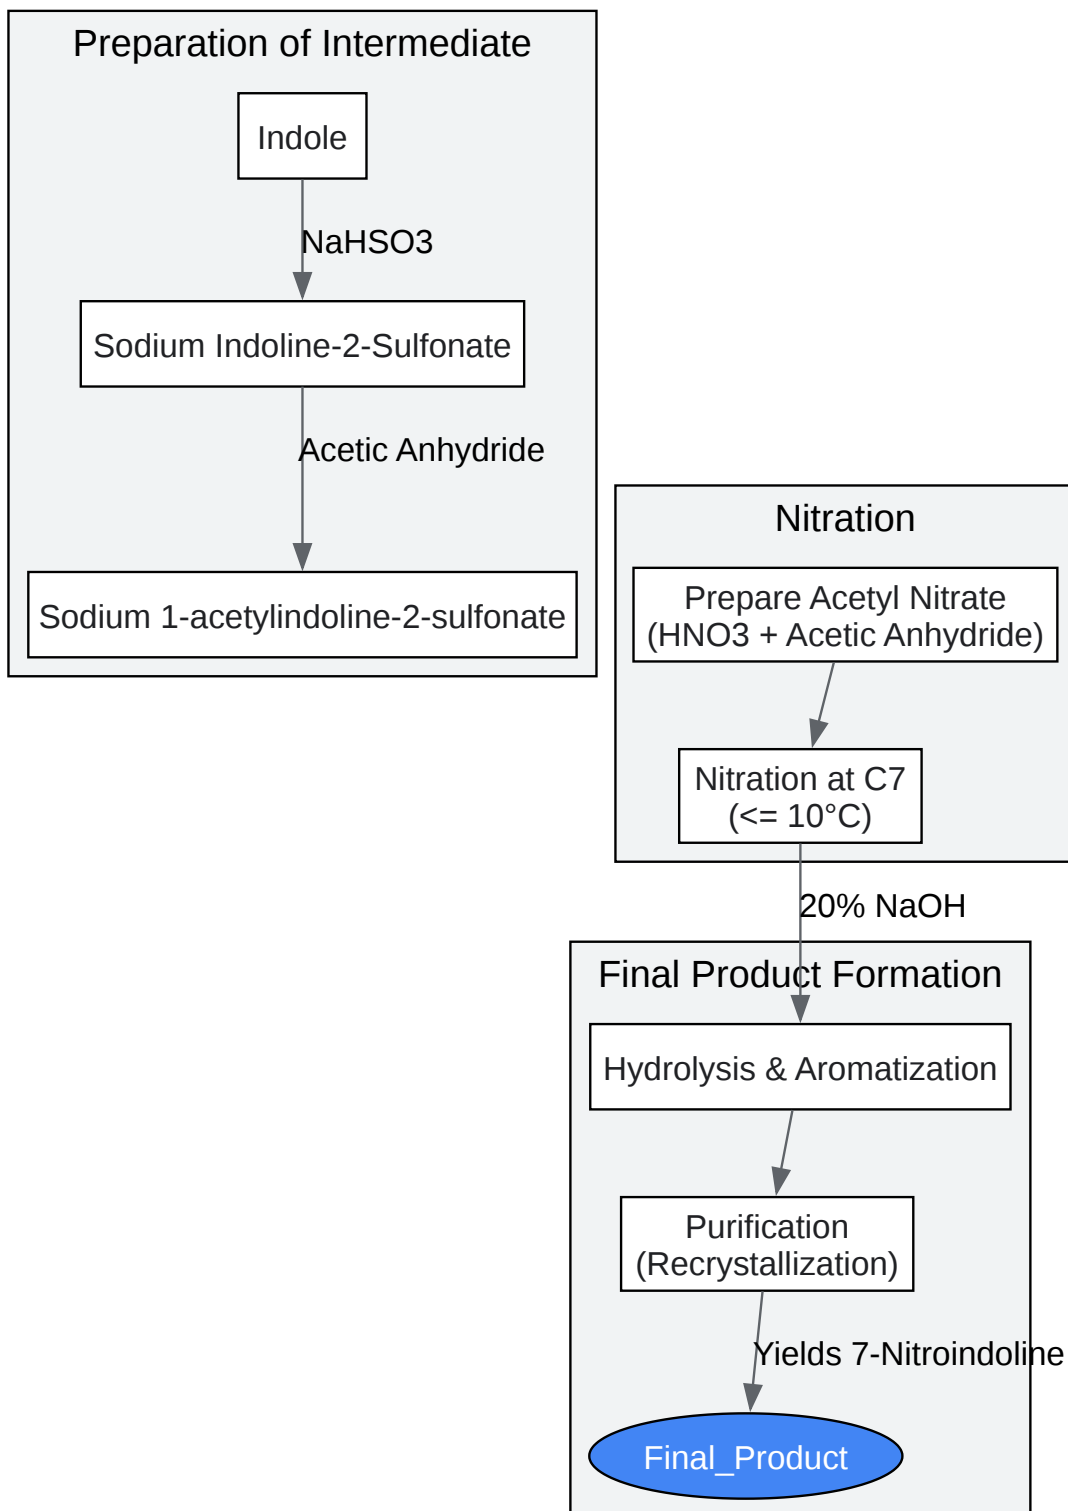 Preparation of Intermediate
Indole
NaHSO3
Sodium Indoline-2-Sulfonate
Acetic Anhydride
Sodium 1-acetylindoline-2-sulfonate
Nitration
Prepare Acetyl Nitrate
(HNO3 + Acetic Anhydride)
Nitration at C7
(<= 10°C)
20% NaOH
Final Product Formation
Hydrolysis & Aromatization
Purification
(Recrystallization)
Yields 7-Nitroindoline
Final_Product